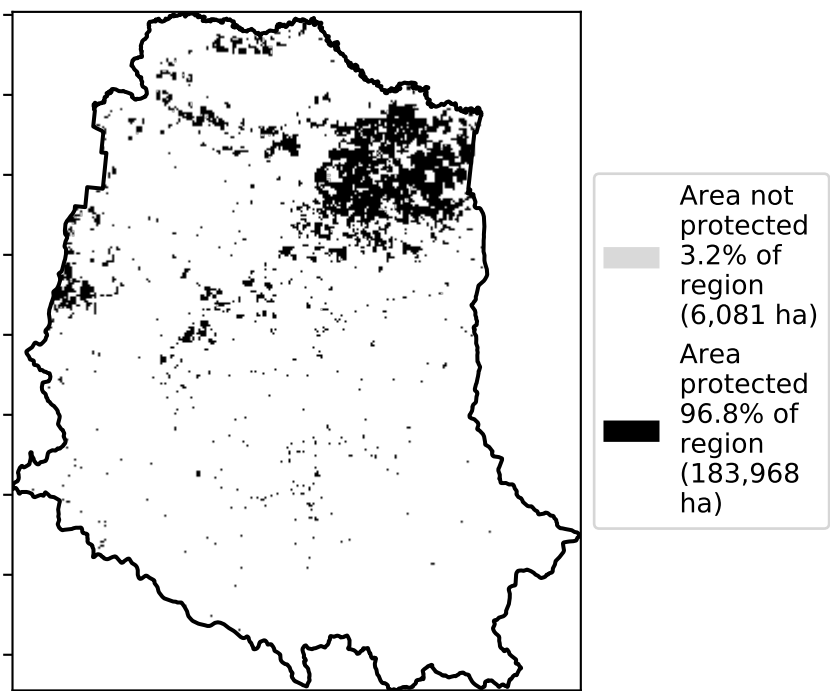 Area not
protected
3.2% of
region
(6,081 ha)
Area
protected
96.8% of
region
(183,968
ha)